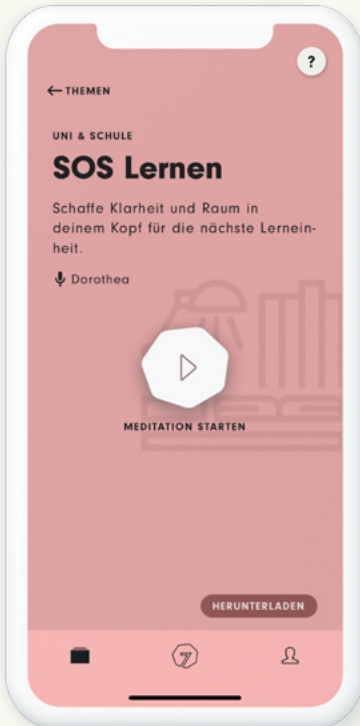 ?
← THEMEN
UNI & SCHULE
SOS Lernen
Schaffe Klarheit und Raum in
deinem Kopf für die nächste Lernein-
heit.
Dorothea
MEDITATION STARTEN
HERUNTERLADEN
7